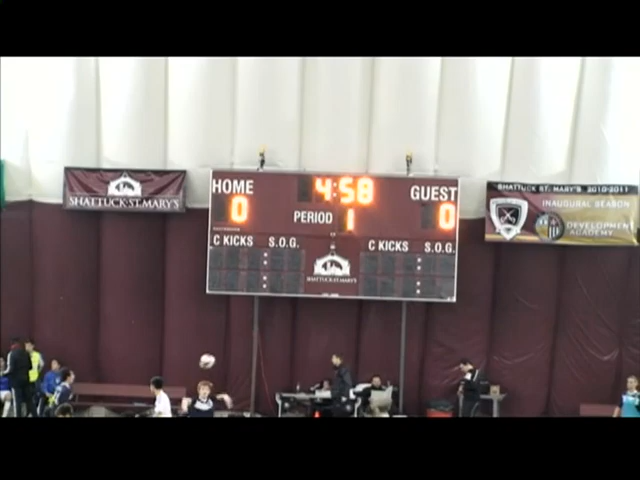 SHATTUCK-ST. MARY'S
HOME
4:58
GUEST
0
PERIOD
1
0
C KICKS
S.O.G.
C KICKS
S.O.G.
SHATTUCK-ST. MARY'S
SHATTUCK ST. MARY'S 2010-2011
INAUGURAL SEASON
DEVELOPMENT
ACADEMY